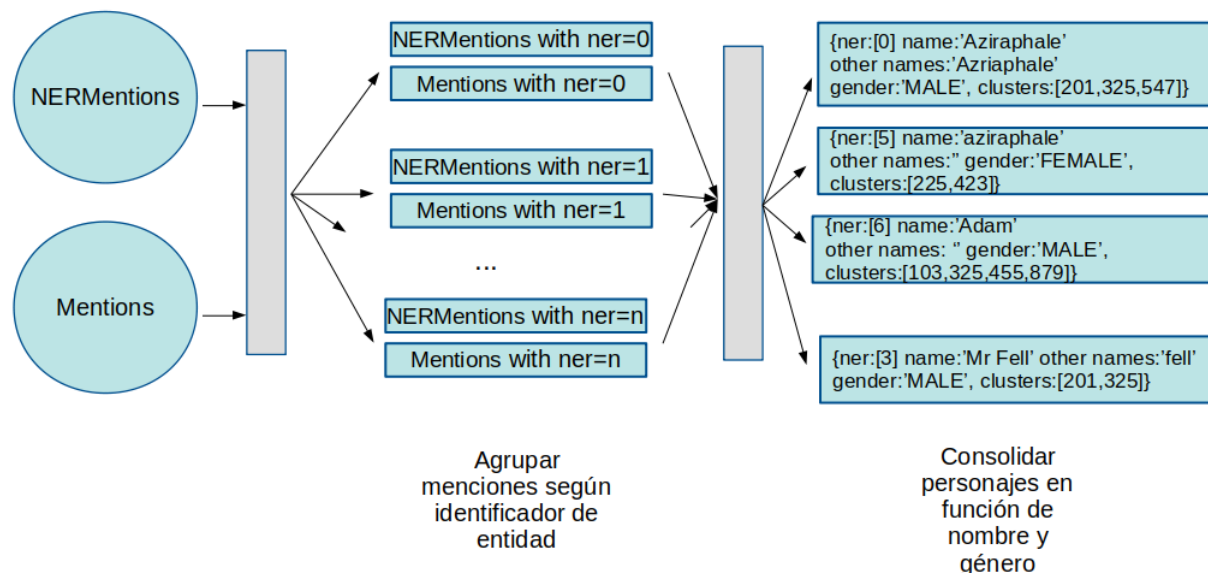 NERMentions
Mentions
NERMentions with ner=0
Mentions with ner=0
NERMentions with ner=1
Mentions with ner=1
...
NERMentions with ner=n
Mentions with ner=n
Agrupar
menciones según
identificador de
entidad
{ner:[0] name:’Aziraphale’
other names:’Azriaphale’
gender:’MALE’, clusters:[201,325,547]}
{ner:[5] name:’aziraphale’
other names:’’ gender:’FEMALE’,
clusters:[225,423]}
{ner:[6] name:’Adam’
other names: ‘’ gender:’MALE’,
clusters:[103,325,455,879]}
{ner:[3] name:’Mr Fell’ other names:’fell’
gender:’MALE’, clusters:[201,325]}
Consolidar
personajes en
función de
nombre y
género